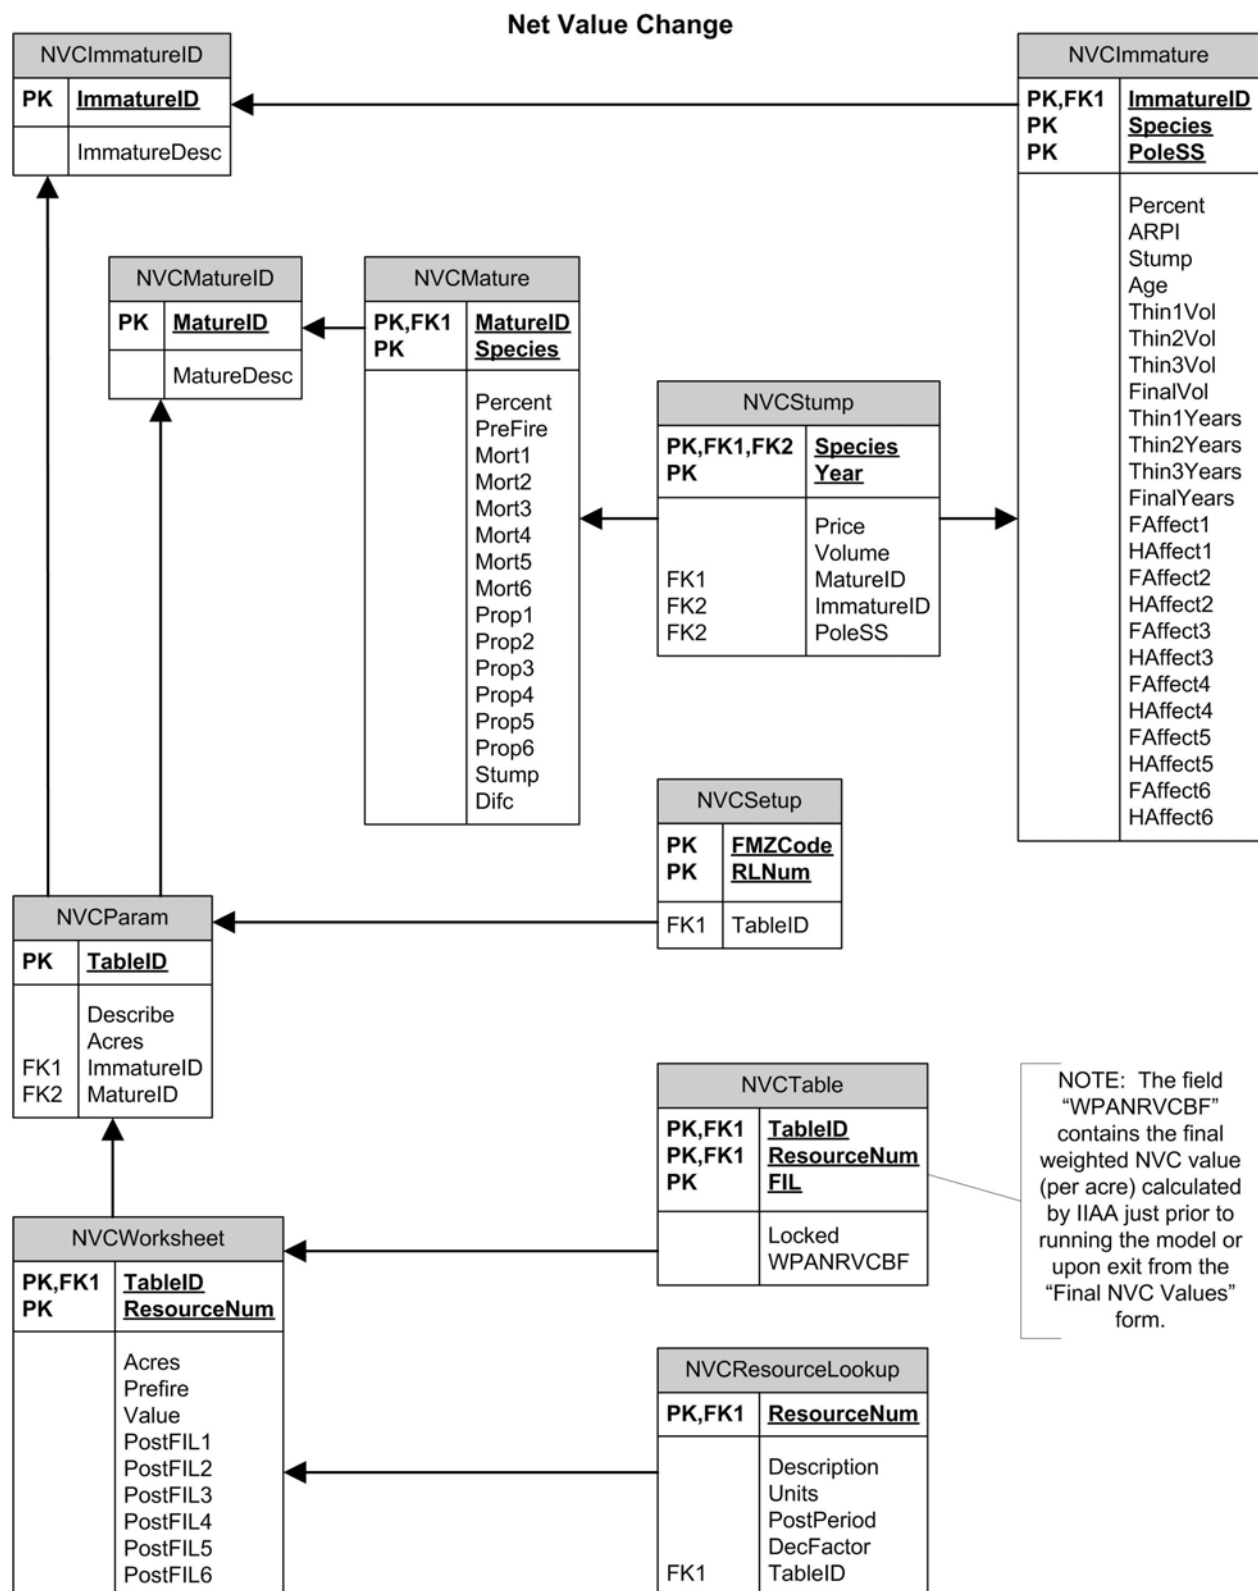 Net Value Change
NVCImmatureID
PK ImmatureID
ImmatureDesc
NVCImmature
PK,FK1 ImmatureID
PK Species
PK PoleSS
Percent
ARPI
Stump
Age
Thin1Vol
Thin2Vol
Thin3Vol
FinalVol
Thin1Years
Thin2Years
Thin3Years
FinalYears
FAffect1
HAffect1
FAffect2
HAffect2
FAffect3
HAffect3
FAffect4
HAffect4
FAffect5
HAffect5
FAffect6
HAffect6
NVCMatureID
PK MatureID
MatureDesc
NVCMature
PK,FK1 MatureID
PK Species
Percent
PreFire
Mort1
Mort2
Mort3
Mort4
Mort5
Mort6
Prop1
Prop2
Prop3
Prop4
Prop5
Prop6
Stump
Difc
NVCStump
PK,FK1,FK2 Species
PK Year
Price
Volume
FK1 MatureID
FK2 ImmatureID
FK2 PoleSS
NVCSetup
PK FMZCode
PK RLNum
FK1 TableID
NVCParam
PK TableID
Describe
Acres
FK1 ImmatureID
FK2 MatureID
NVCTable
PK,FK1 TableID
PK,FK1 ResourceNum
PK FIL
Locked
WPANRVCBF
NOTE: The field
“WPANRVCBF”
contains the final
weighted NVC value
(per acre) calculated
by IIAA just prior to
running the model or
upon exit from the
“Final NVC Values”
form.
NVCWorksheet
PK,FK1 TableID
PK ResourceNum
Acres
Prefire
Value
PostFIL1
PostFIL2
PostFIL3
PostFIL4
PostFIL5
PostFIL6
NVCResourceLookup
PK,FK1 ResourceNum
Description
Units
PostPeriod
DecFactor
FK1 TableID